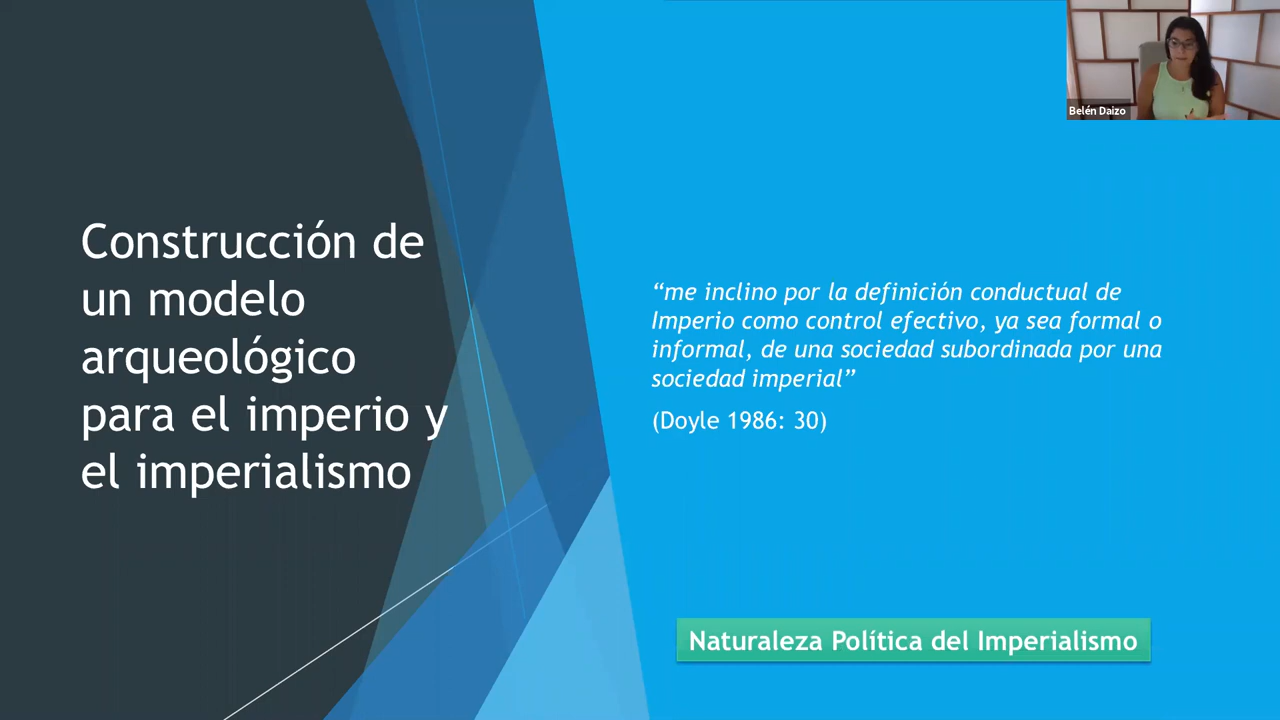 Belén Daizo
Construcción de
un modelo
arqueológico
para el imperio y
el imperialismo
“me inclino por la definición conductual de
Imperio como control efectivo, ya sea formal o
informal, de una sociedad subordinada por una
sociedad imperial”
(Doyle 1986: 30)
Naturaleza Política del Imperialismo